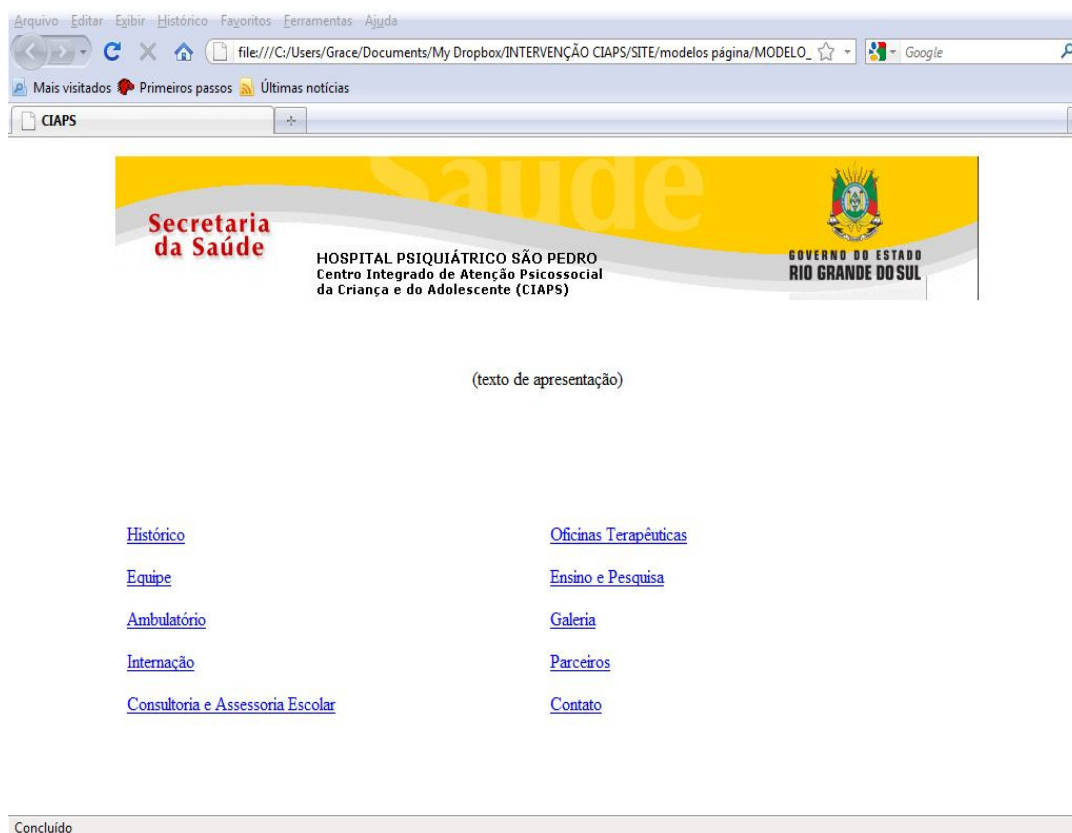 Arquivo Editar Exibir Histórico Favoritos Ferramentas Ajuda
file:///C:/Users/Grace/Documents/My Dropbox/INTERVENÇÃO CIAPS/SITE/modelos página/MODELO_
Google
Mais visitados Primeiros passos Últimas notícias
CIAPS
Saúde
Secretaria
da Saúde
HOSPITAL PSIQUIÁTRICO SÃO PEDRO
Centro Integrado de Atenção Psicossocial
da Criança e do Adolescente (CIAPS)
GOVERNO DO ESTADO
RIO GRANDE DO SUL
(texto de apresentação)
Histórico
Equipe
Ambulatório
Internação
Consultoria e Assessoria Escolar
Oficinas Terapêuticas
Ensino e Pesquisa
Galeria
Parceiros
Contato
Concluído